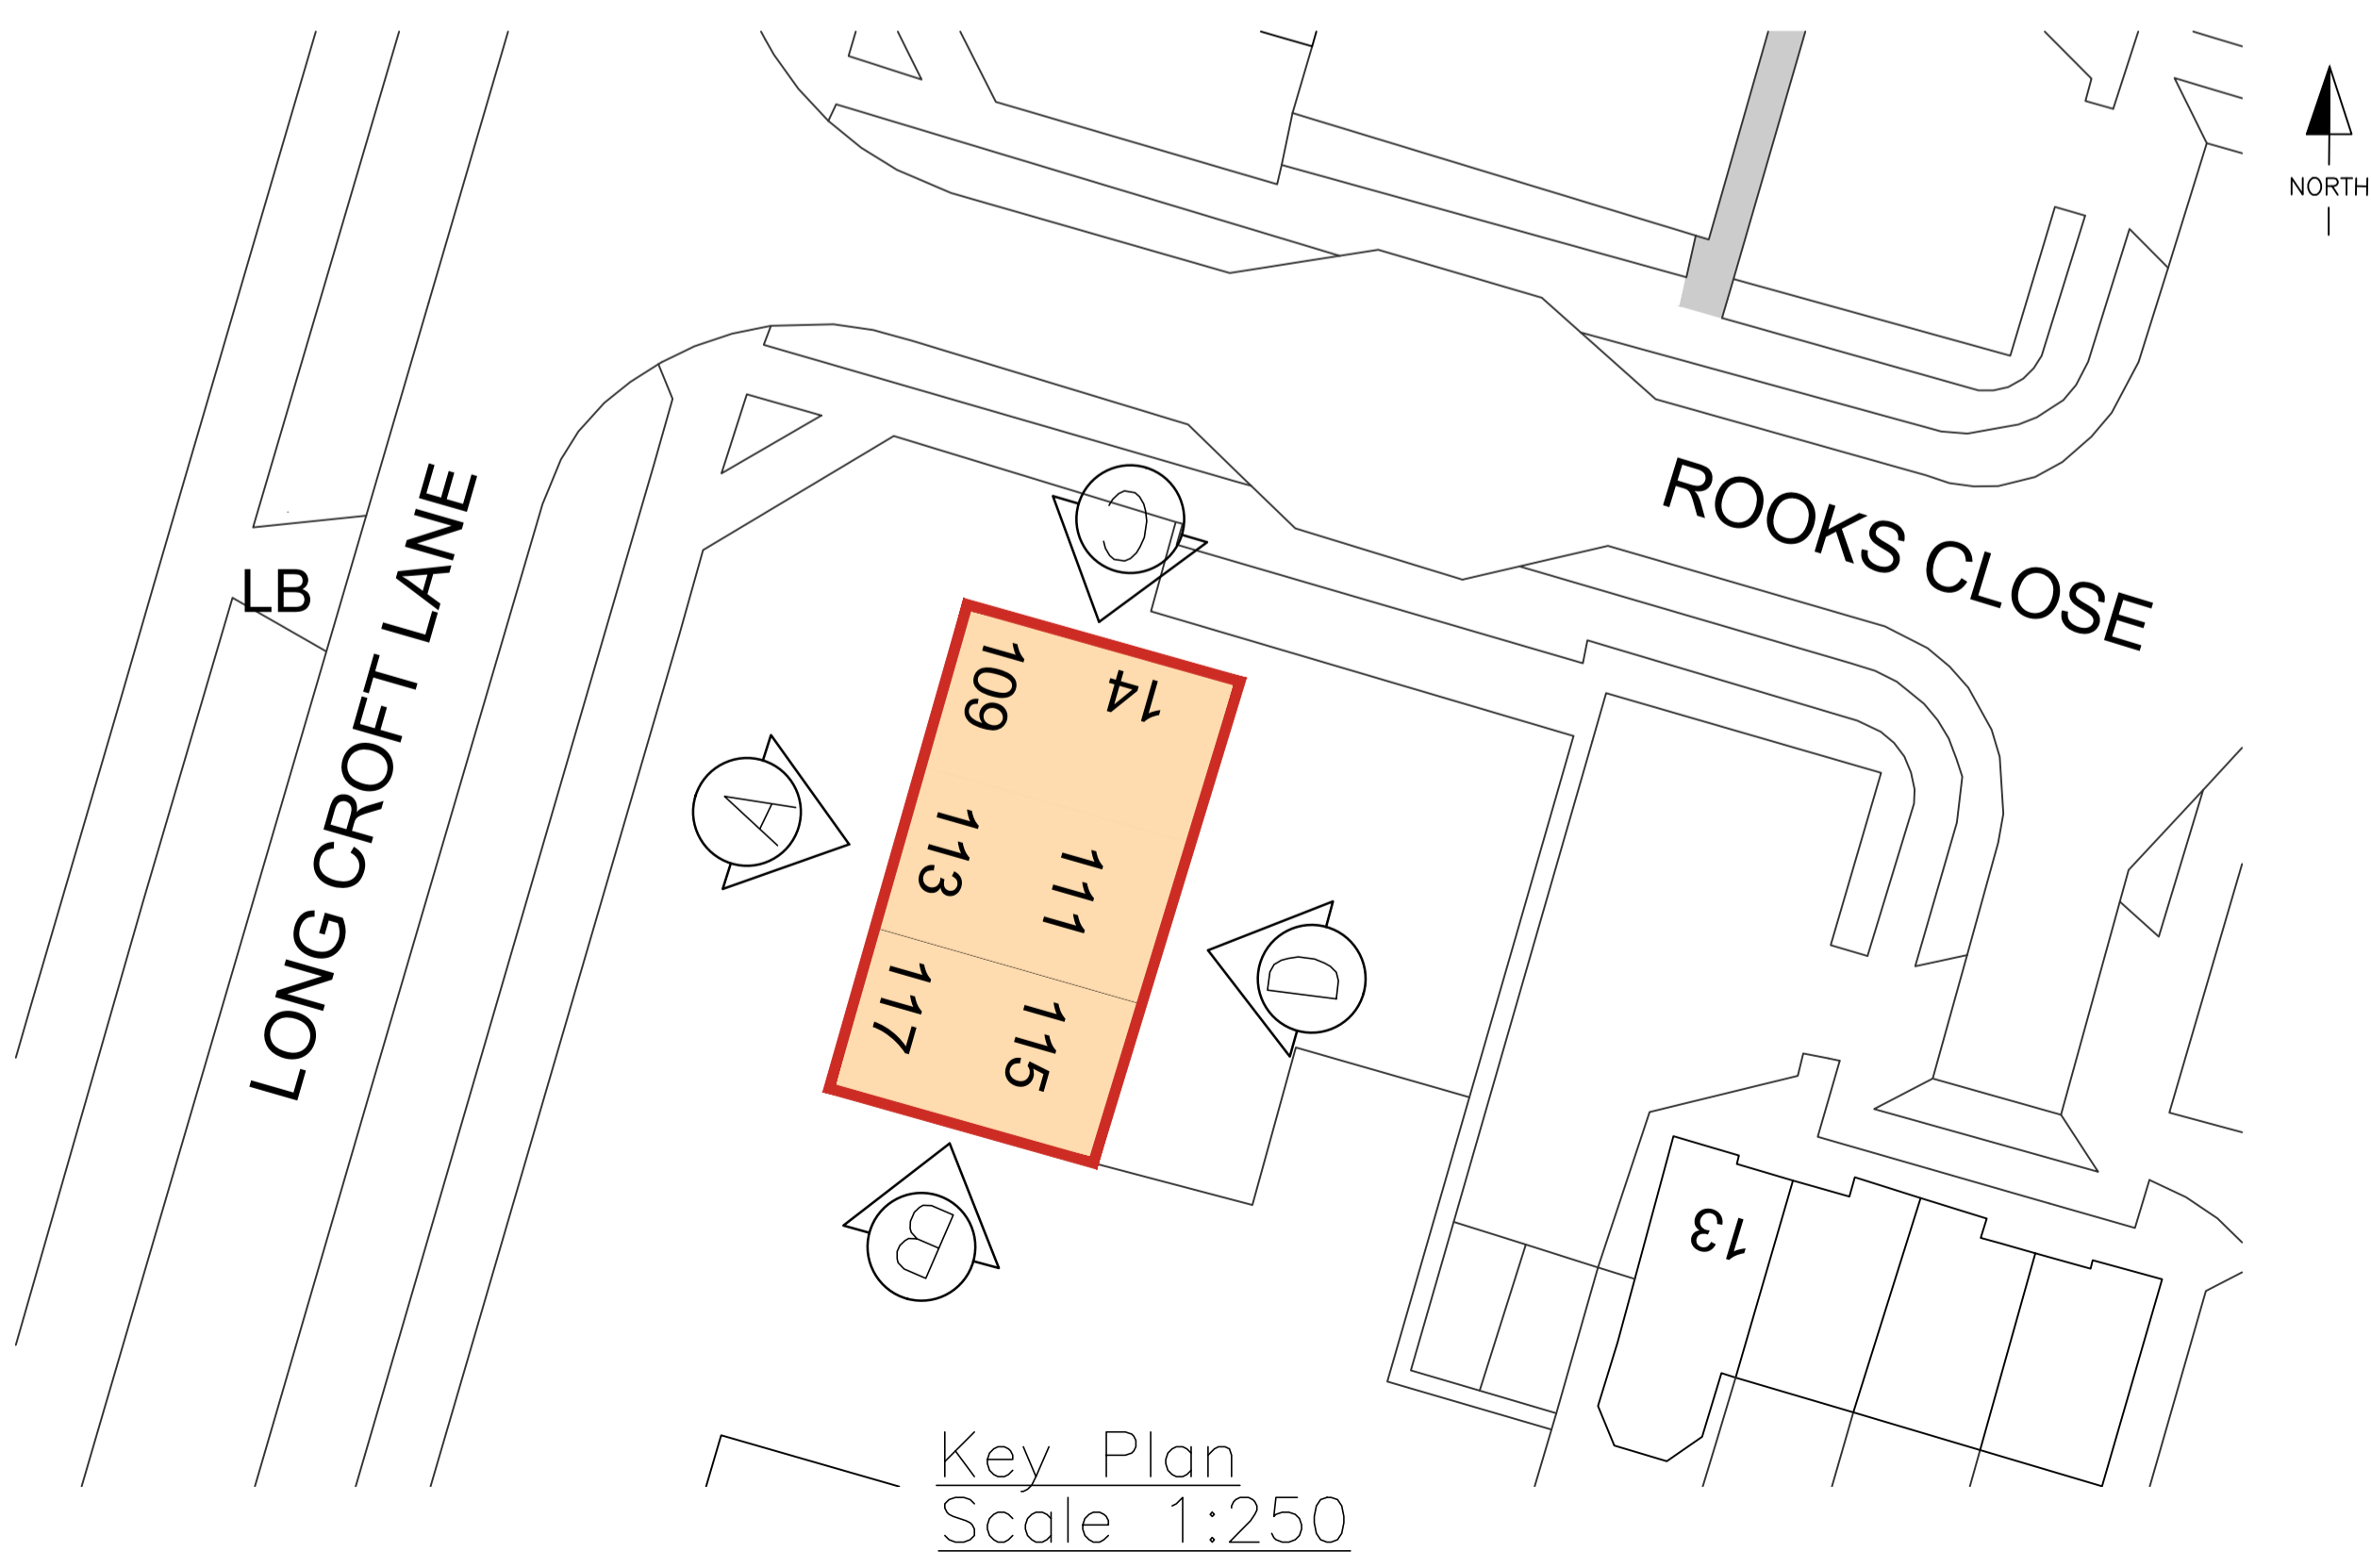 NORTH
ROOKS CLOSE
LB
LONG CROFT LANE
C
109
14
A
113
111
D
117
115
B
13
Key Plan
Scale 1:250